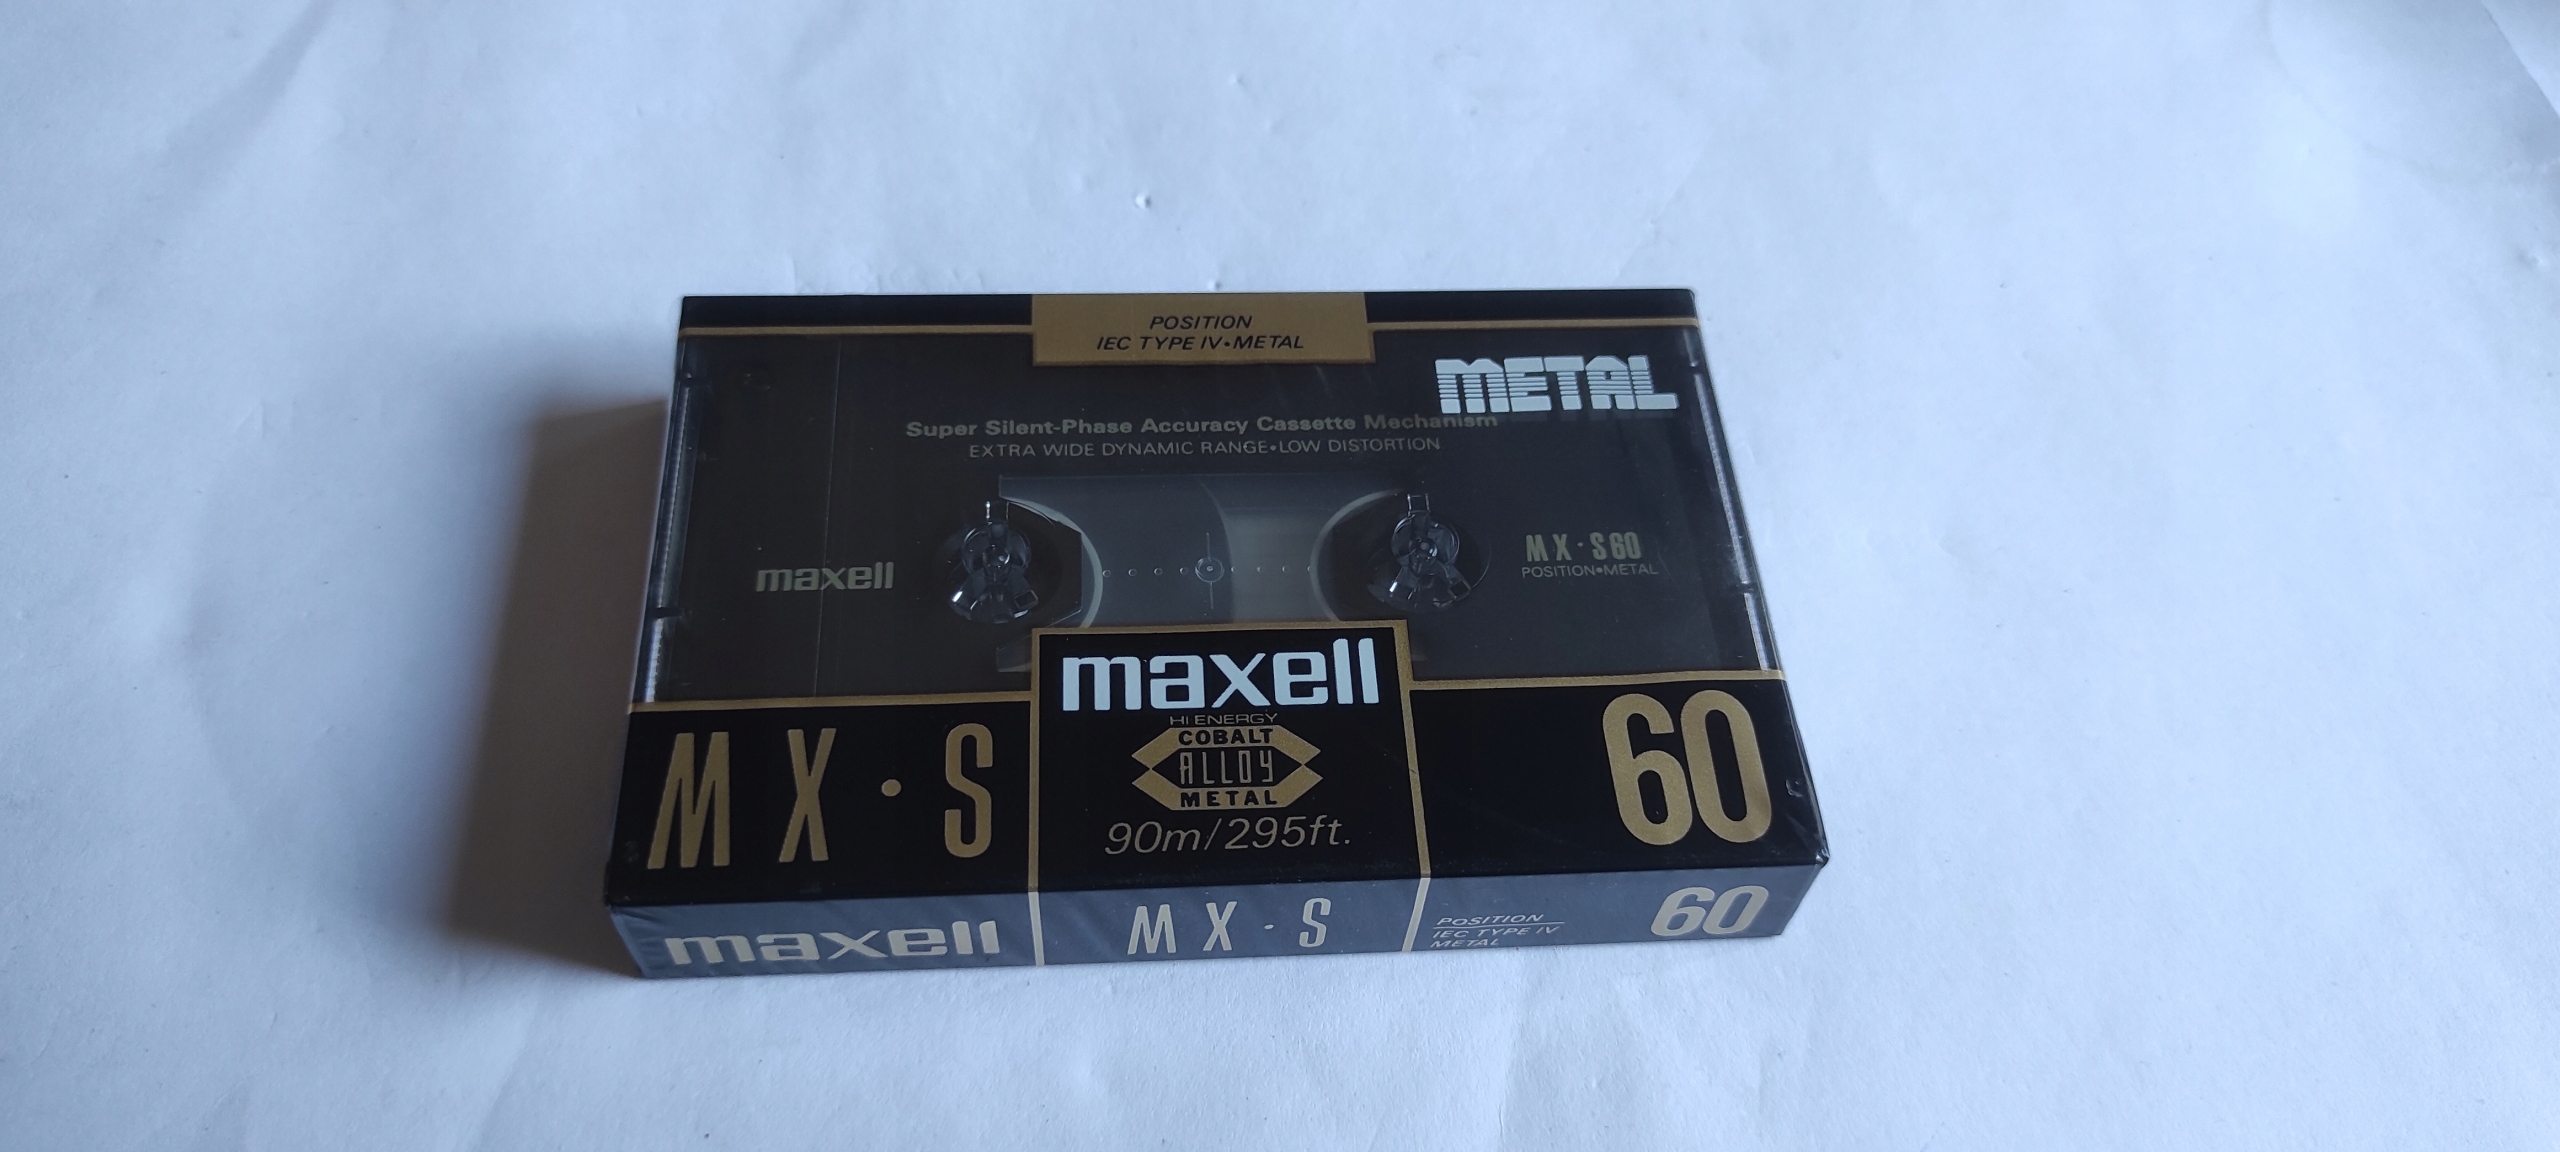 POSITION
IEC TYPE IV•METAL
METAL
Super Silent-Phase Accuracy Cassette Mechanism
EXTRA WIDE DYNAMIC RANGE•LOW DISTORTION
maxell
MX·S60
POSITION•METAL
maxell
HI ENERGY
COBALT
ALLOY
METAL
90m/295ft.
MX·S
60
maxell
MX·S
POSITION
IEC TYPE IV
METAL
60